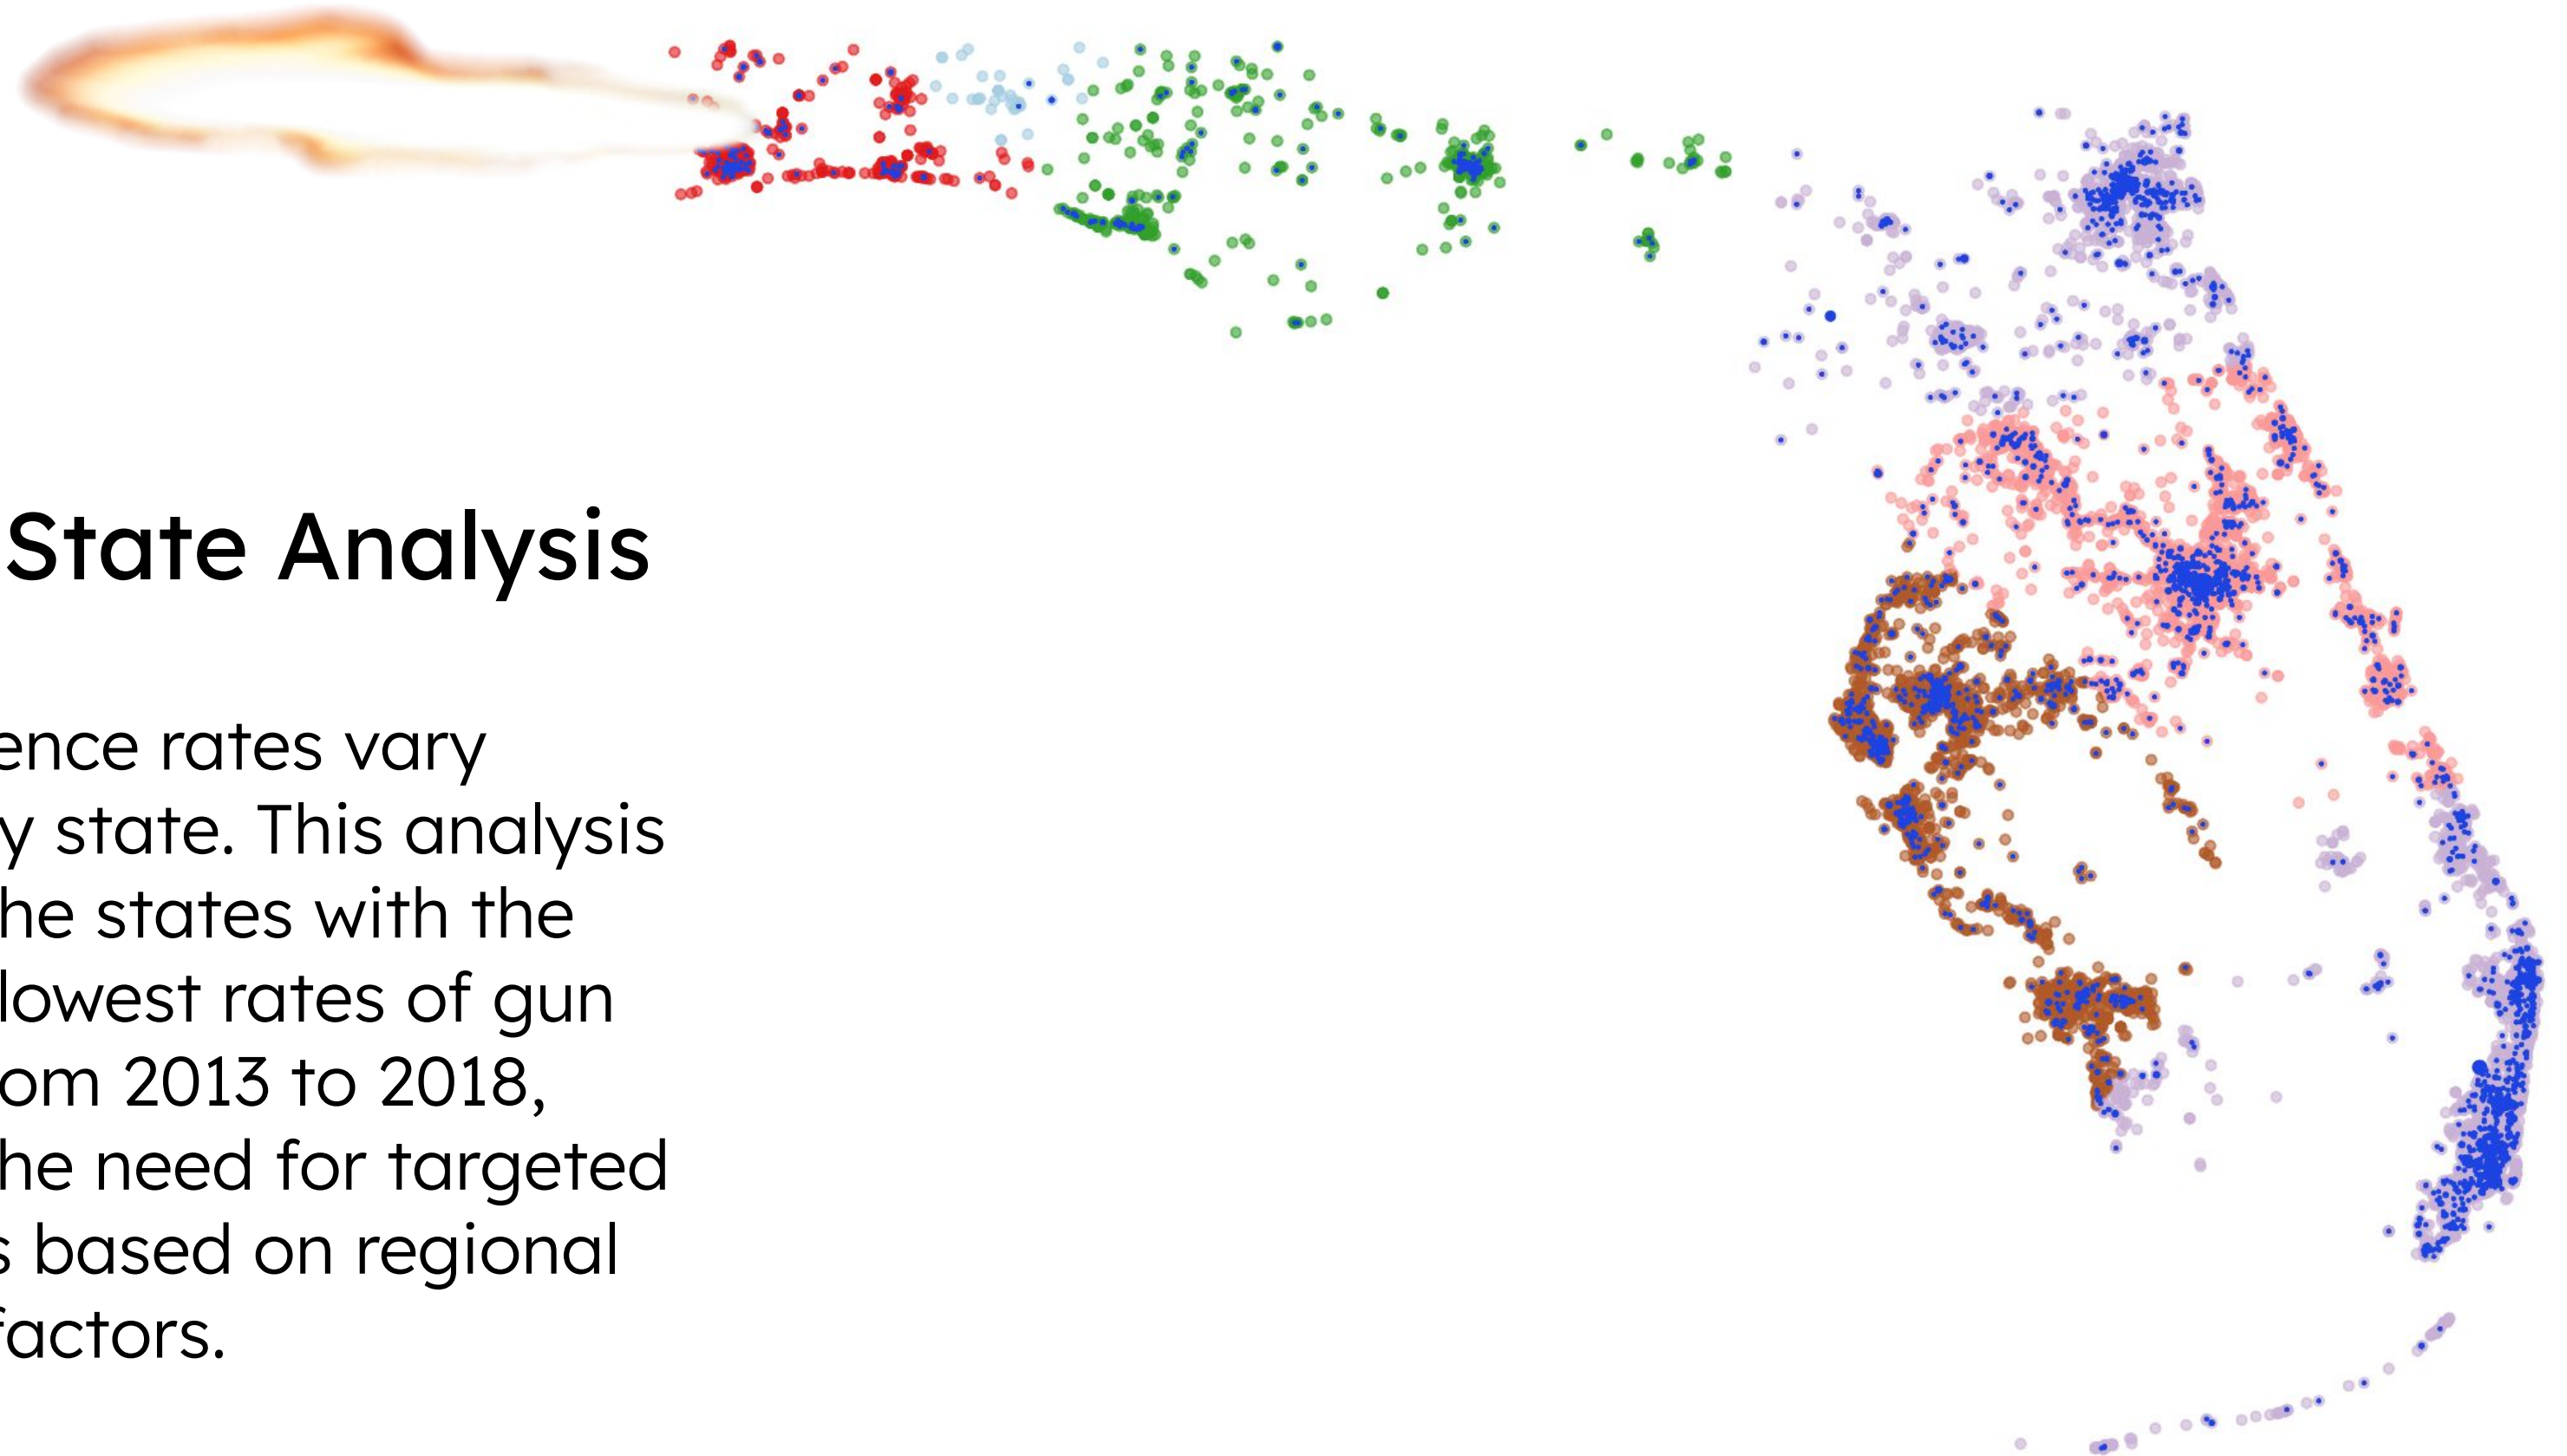 State Analysis
ence rates vary
y state. This analysis
he states with the
lowest rates of gun
om 2013 to 2018,
he need for targeted
s based on regional
factors.